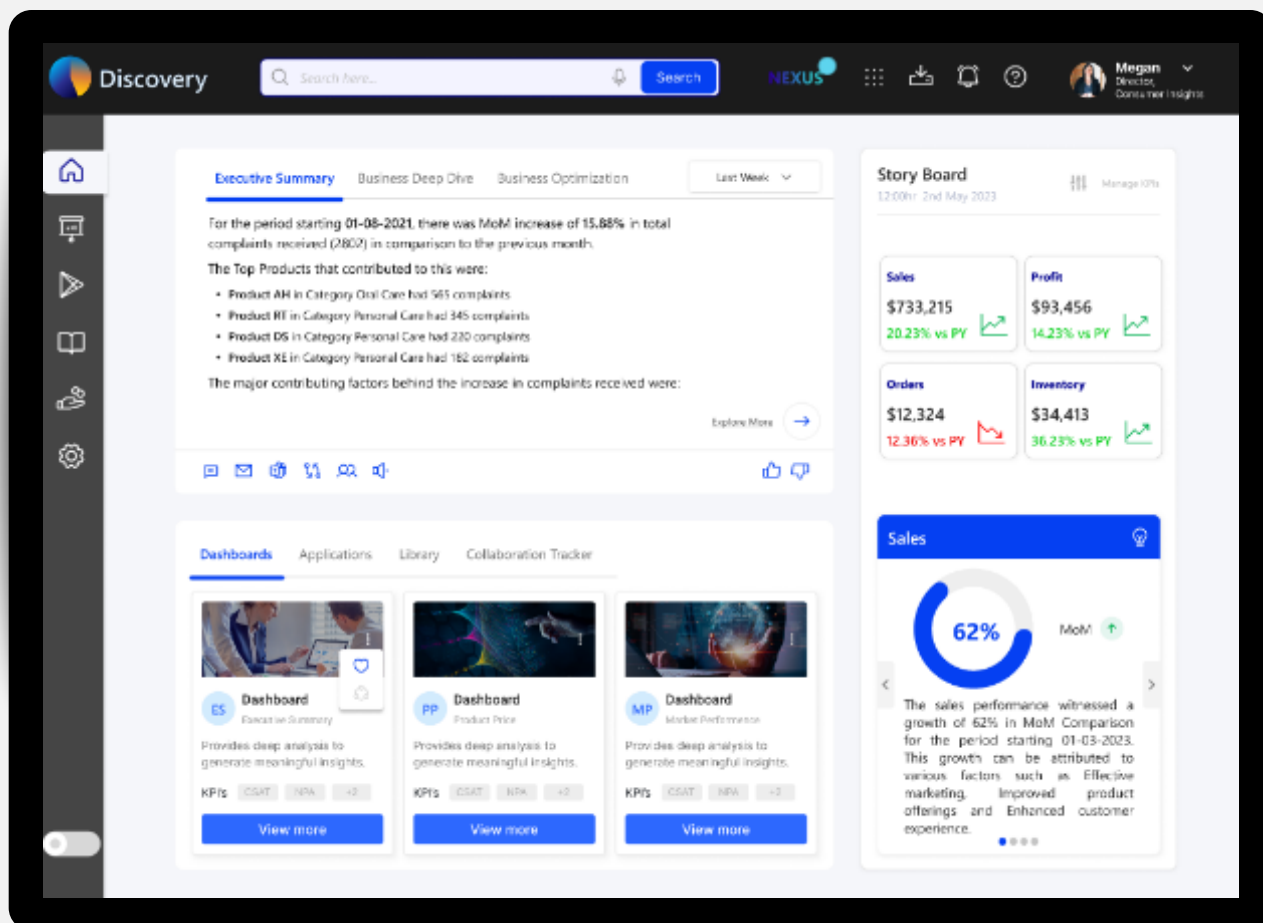 Discovery
Search here...
Search
NEXUS
Megan
Director,
Consumer Insights
Executive Summary
Business Deep Dive
Business Optimization
Last Week
For the period starting 01-08-2021, there was MoM increase of 15.88% in total
complaints received (2802) in comparison to the previous month.
The Top Products that contributed to this were:
• Product AH in Category Oral Care had 565 complaints
• Product RT in Category Personal Care had 345 complaints
• Product DS in Category Personal Care had 220 complaints
• Product XE in Category Personal Care had 182 complaints
The major contributing factors behind the increase in complaints received were:
Explore More
Story Board
12:00hr 2nd May 2023
Manage KPIs
Sales
$733,215
20.23% vs PY
Profit
$93,456
14.23% vs PY
Orders
$12,324
12.36% vs PY
Inventory
$34,413
36.23% vs PY
Dashboards
Applications
Library
Collaboration Tracker
ES
Dashboard
Executive Summary
Provides deep analysis to
generate meaningful insights.
KPI's
CSAT
NPA
+2
View more
PP
Dashboard
Product Price
Provides deep analysis to
generate meaningful insights.
KPI's
CSAT
NPA
+2
View more
MP
Dashboard
Market Performence
Provides deep analysis to
generate meaningful insights.
KPI's
CSAT
NPA
+2
View more
Sales
62%
MoM
The sales performance witnessed a
growth of 62% in MoM Comparison
for the period starting 01-03-2023.
This growth can be attributed to
various factors such as Effective
marketing, Improved product
offerings and Enhanced customer
experience.